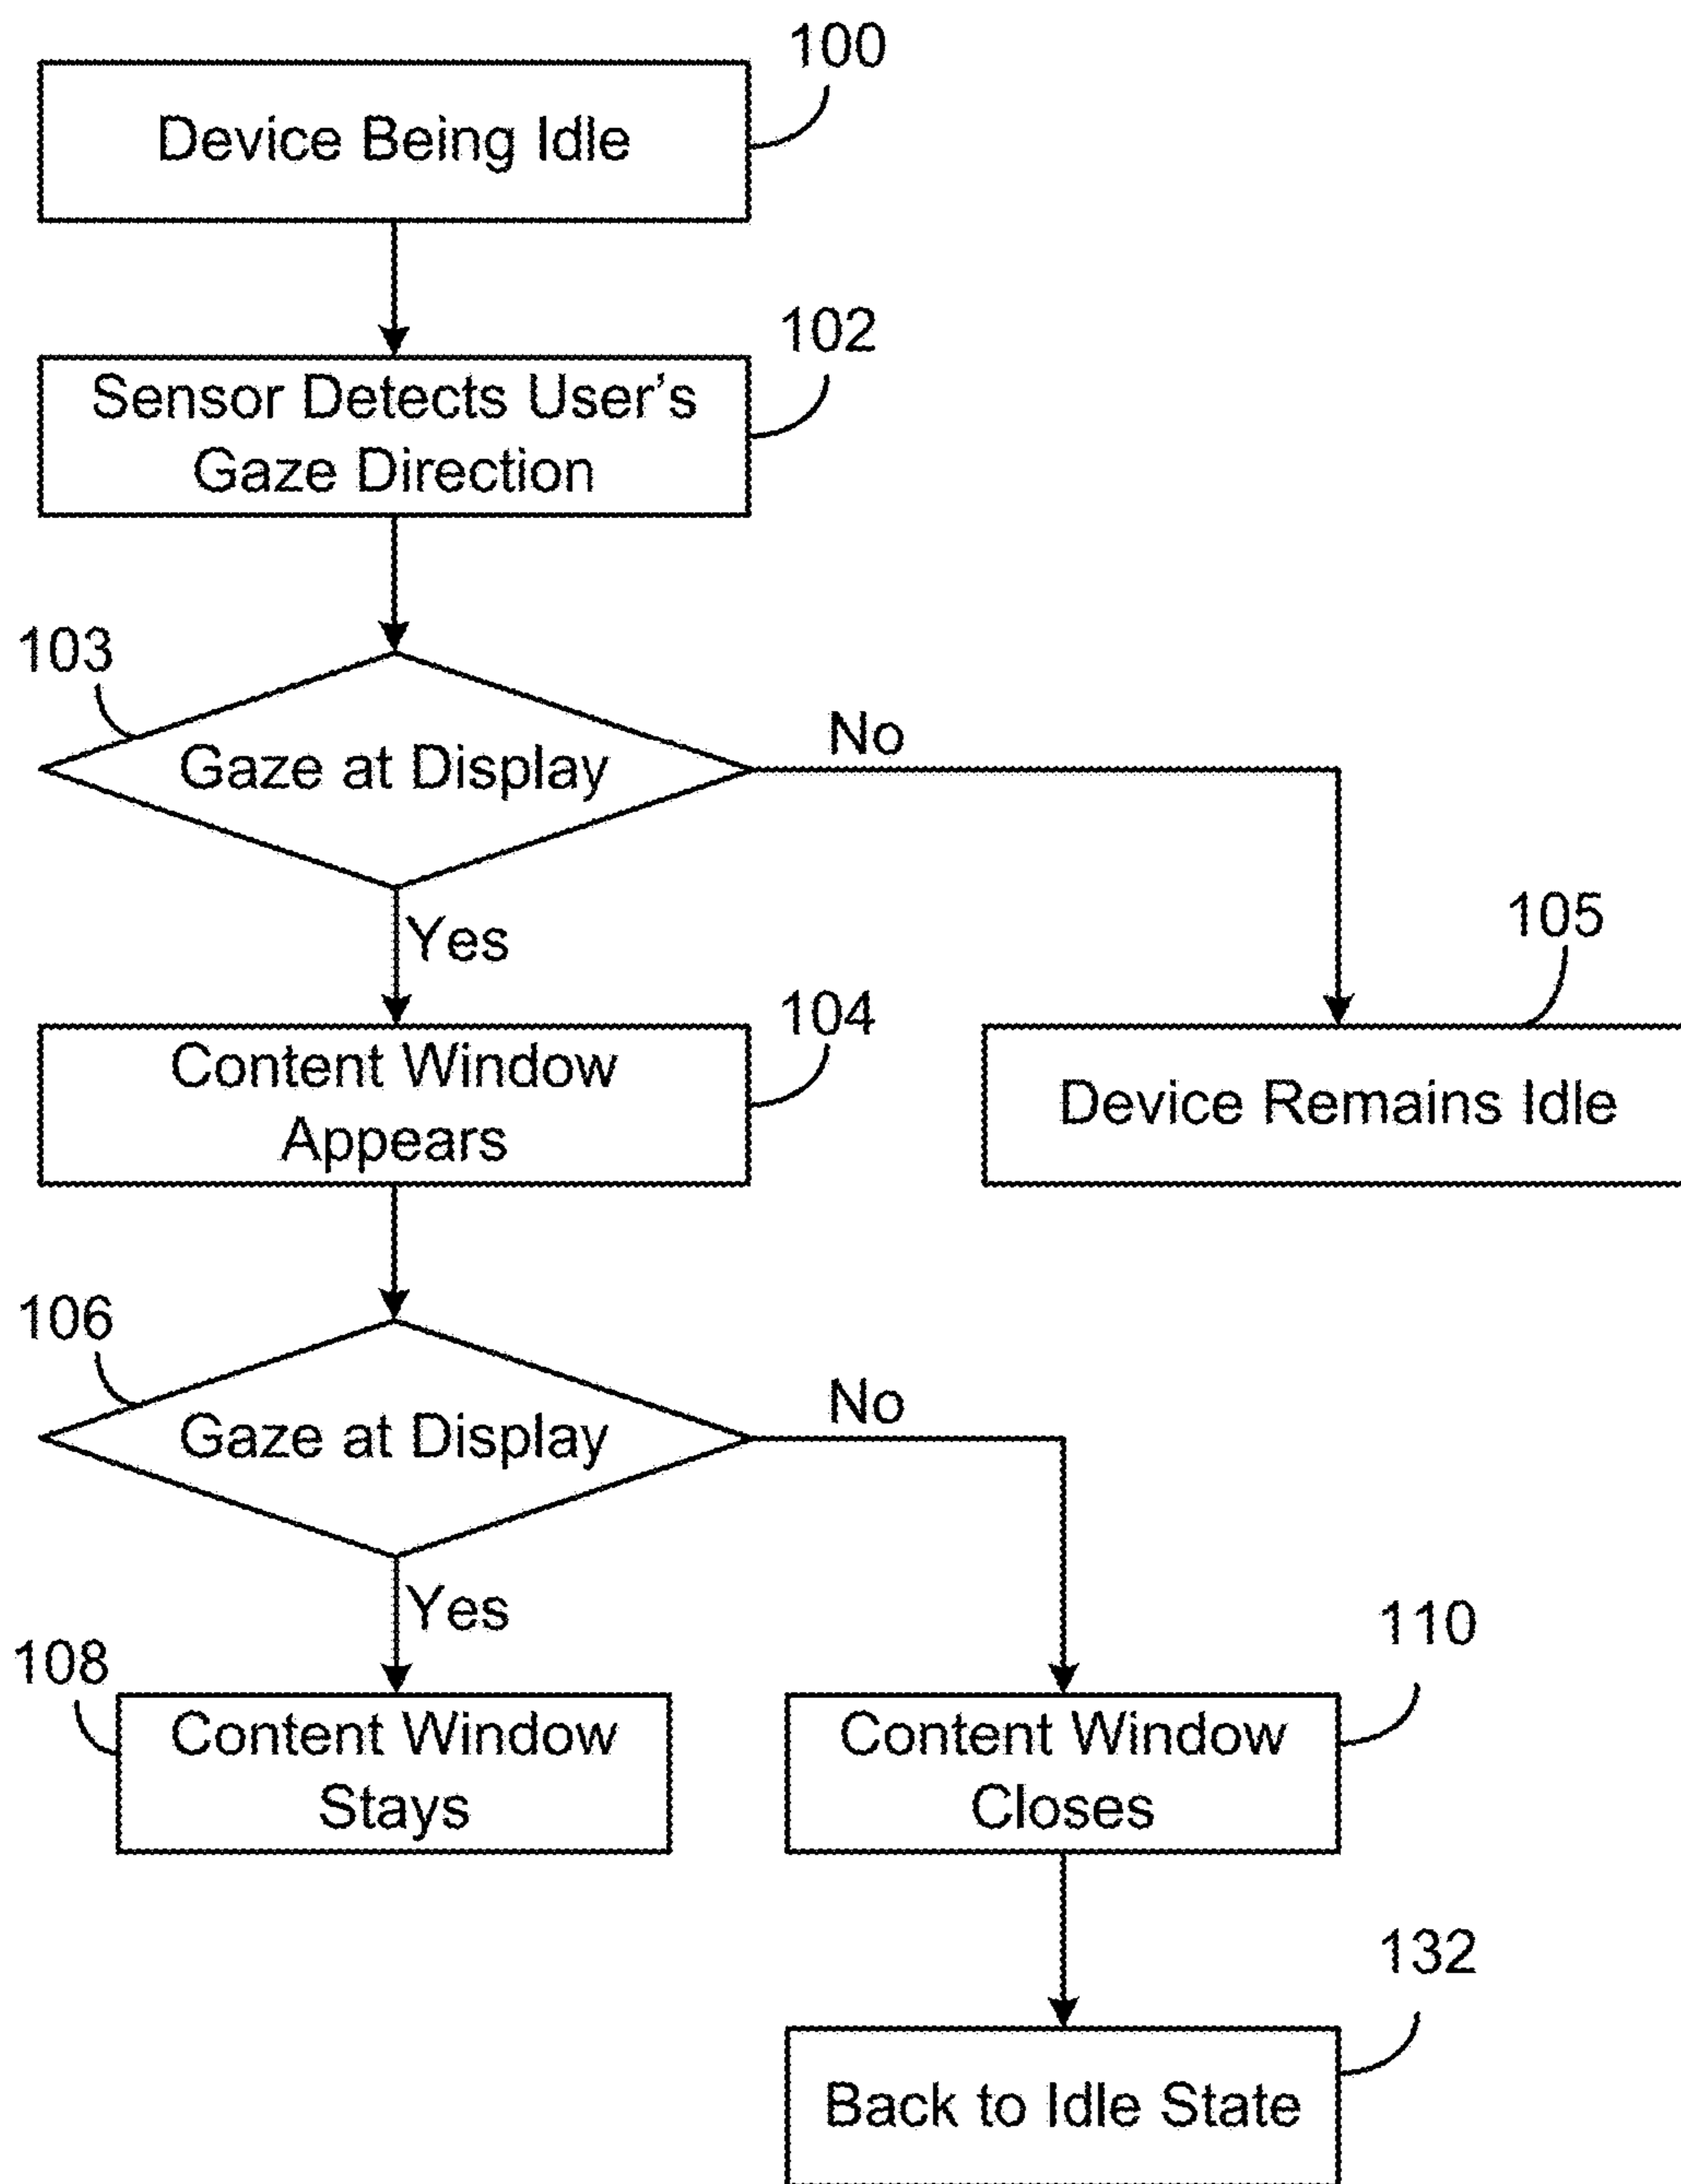 100
Device Being Idle
102
Sensor Detects User's
Gaze Direction
103
Gaze at Display
No
Yes
105
104
Content Window
Appears
Device Remains Idle
106
Gaze at Display
No
Yes
108
110
Content Window
Stays
Content Window
Closes
132
Back to Idle State